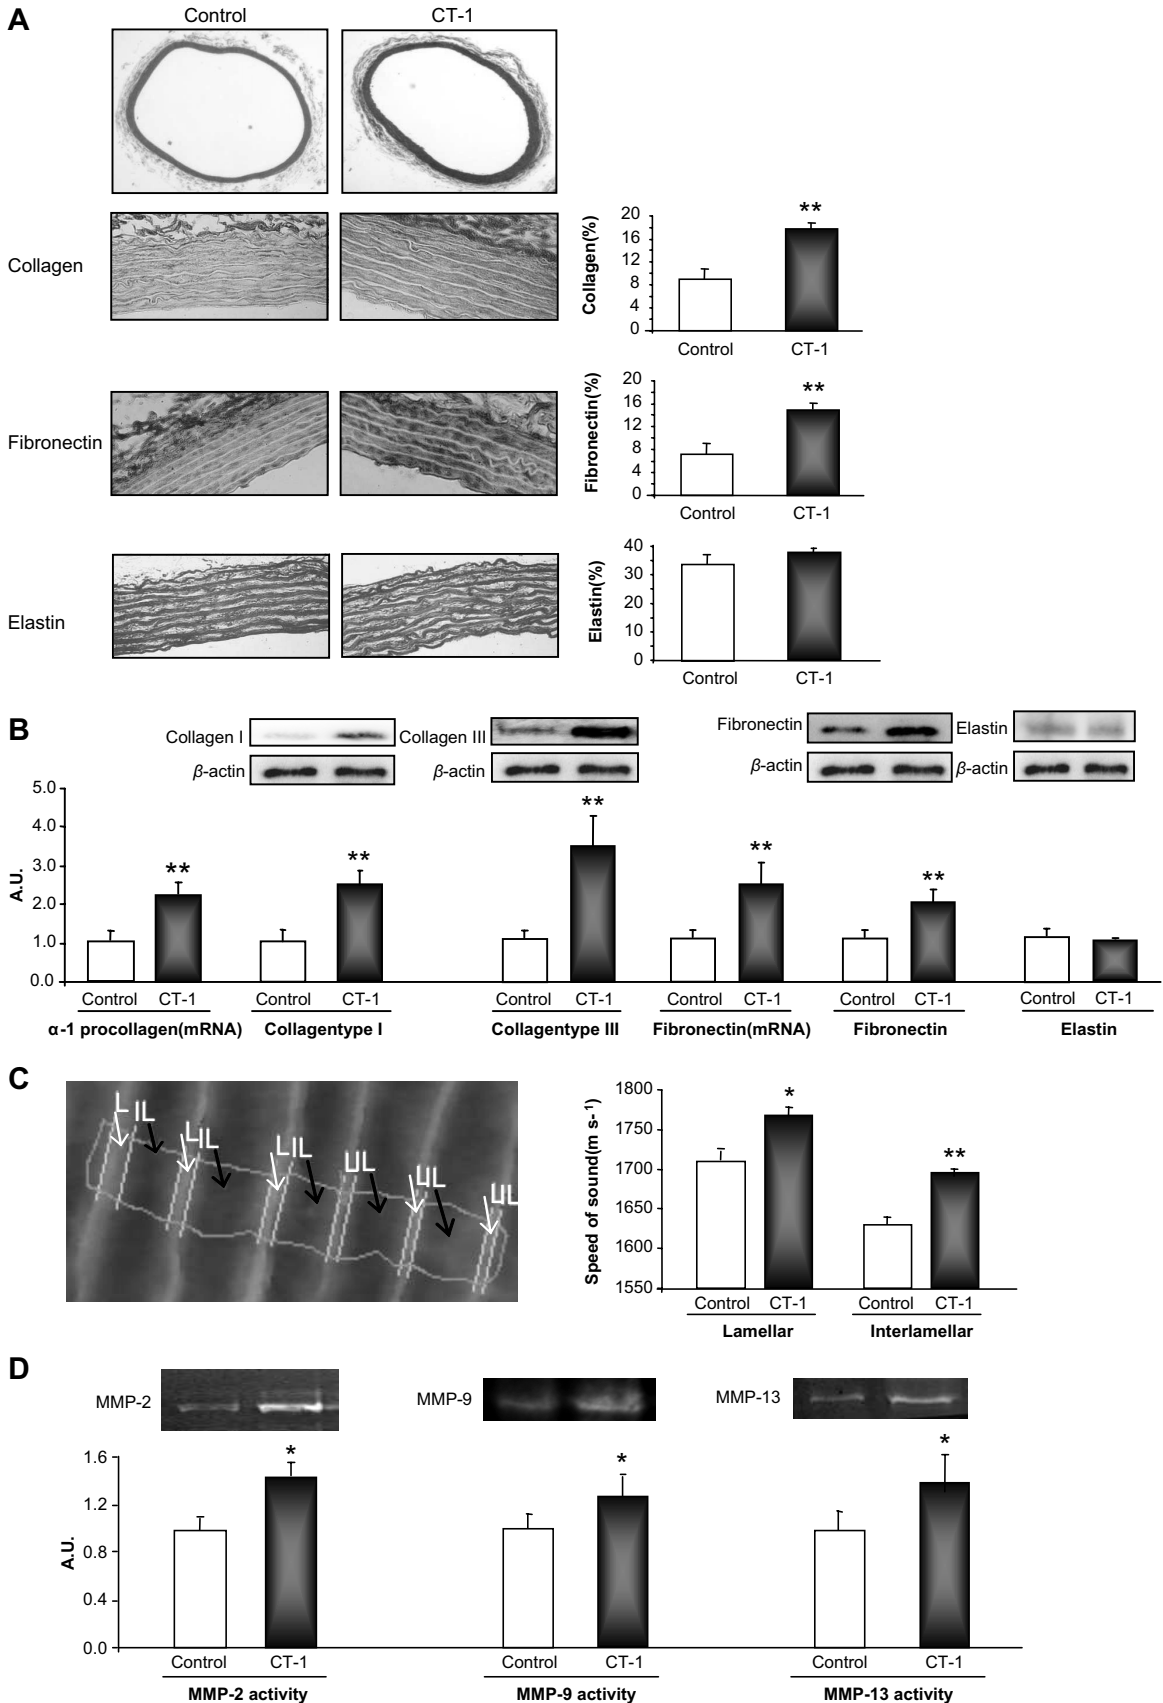 A
Control
CT-1
Collagen
Collagen(%)
20
16
12
8
4
0
**
Control
CT-1
Fibronectin
Fibronectin(%)
20
16
12
8
4
0
**
Control
CT-1
Elastin
Elastin(%)
40
30
20
10
0
Control
CT-1
B
Collagen I
β-actin
Collagen III
β-actin
Fibronectin
β-actin
Elastin
β-actin
A.U.
5.0
4.0
3.0
2.0
1.0
0.0
**
**
**
**
**
Control CT-1 Control CT-1 Control CT-1 Control CT-1 Control CT-1 Control CT-1
α-1 procollagen(mRNA) Collagentype I Collagentype III Fibronectin(mRNA) Fibronectin Elastin
C
L IL L IL L IL L IL L IL L IL
Speed of sound(m s-1)
1800
1750
1700
1650
1600
1550
*
**
Control CT-1 Control CT-1
Lamellar Interlamellar
D
MMP-2
MMP-9
MMP-13
A.U.
1.6
1.2
0.8
0.4
0.0
*
*
*
Control CT-1 Control CT-1 Control CT-1
MMP-2 activity MMP-9 activity MMP-13 activity